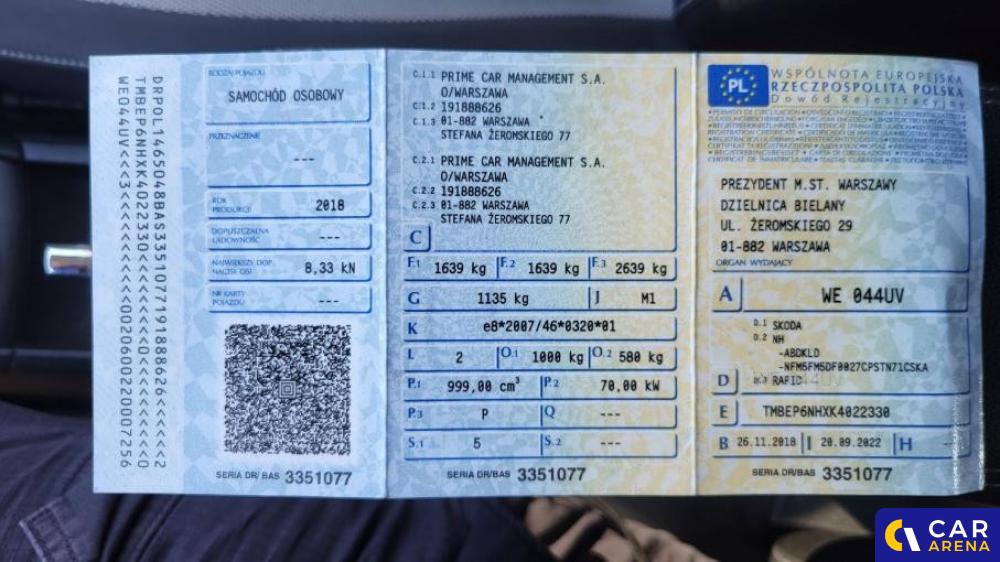 DRPOL1465048BAS3351077191888626<<<<<2
TMBEP6NHXK4022330<<<<<<0<<<<<<<<<<<<0
WE044UV<<<3<<<<<<<<<<0020600220007256
RODZAJ POJAZDU
SAMOCHÓD OSOBOWY
PRZEZNACZENIE
---
ROK PRODUKCJI 2018
DOPUSZCZALNA ŁADOWNOŚĆ ---
NAJWIĘKSZY DOP. NACISK OSI 8,33 kN
NR KARTY POJAZDU ---
SERIA DR/BAS 3351077
C.1.1 PRIME CAR MANAGEMENT S.A.
O/WARSZAWA
C.1.2 191888626
C.1.3 01-882 WARSZAWA
STEFANA ŻEROMSKIEGO 77
C.2.1 PRIME CAR MANAGEMENT S.A.
O/WARSZAWA
C.2.2 191888626
C.2.3 01-882 WARSZAWA
STEFANA ŻEROMSKIEGO 77
C
F.1 1639 kg F.2 1639 kg F.3 2639 kg
G 1135 kg J M1
K e8*2007/46*0320*01
L 2 O.1 1000 kg O.2 580 kg
P.1 999,00 cm³ P.2 70,00 kW
P.3 P Q ---
S.1 5 S.2 ---
SERIA DR/BAS 3351077
PL
WSPÓLNOTA EUROPEJSKA
RZECZPOSPOLITA POLSKA
Dowód Rejestracyjny
PREZYDENT M.ST. WARSZAWY
DZIELNICA BIELANY
UL. ŻEROMSKIEGO 29
01-882 WARSZAWA
ORGAN WYDAJĄCY
A WE 044UV
D.1 SKODA
D.2 NH
-ABDKLD
-NFM5FM5DF0027CPSTN71CSKA
D D.3 RAPID
E TMBEP6NHXK4022330
B 26.11.2018 I 20.09.2022 H
SERIA DR/BAS 3351077
CAR
ARENA